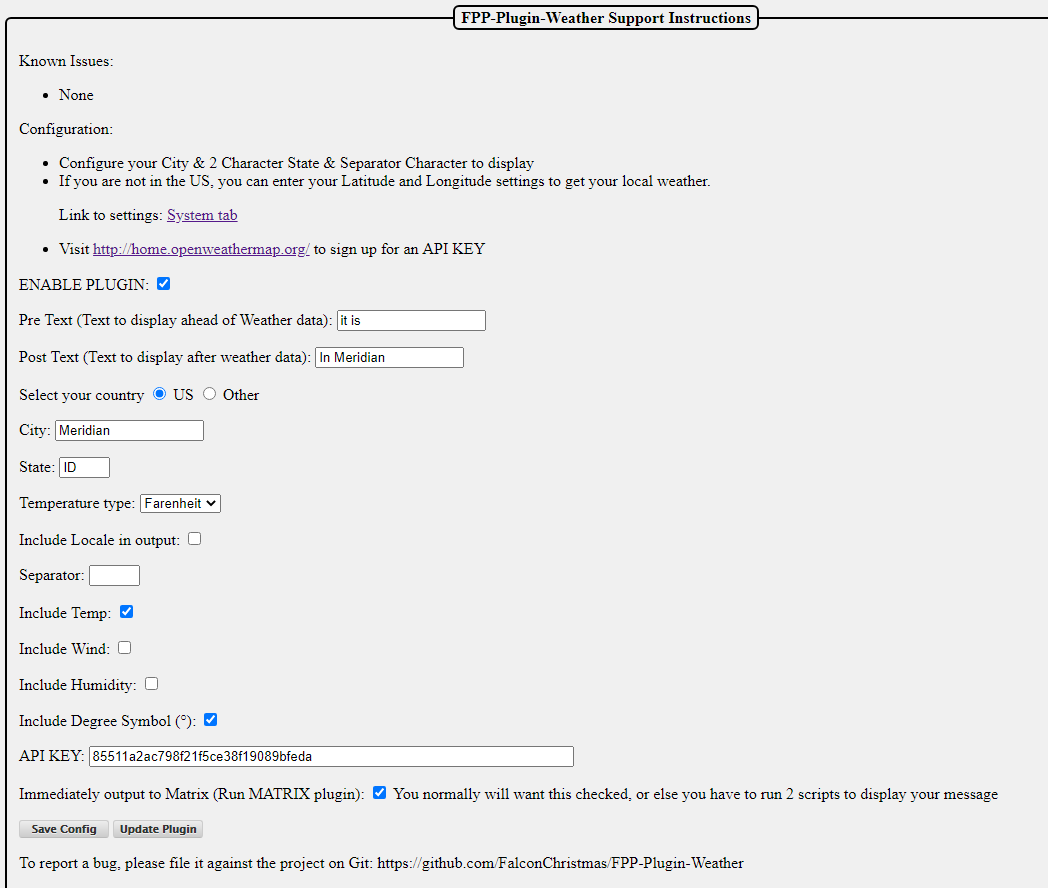 FPP-Plugin-Weather Support Instructions
Known Issues:
None
Configuration:
Configure your City & 2 Character State & Separator Character to display
If you are not in the US, you can enter your Latitude and Longitude settings to get your local weather.
Link to settings: System tab
Visit http://home.openweathermap.org/ to sign up for an API KEY
ENABLE PLUGIN:
Pre Text (Text to display ahead of Weather data): it is
Post Text (Text to display after weather data): In Meridian
Select your country US Other
City: Meridian
State: ID
Temperature type: Farenheit
Include Locale in output:
Separator:
Include Temp:
Include Wind:
Include Humidity:
Include Degree Symbol (°):
API KEY: 85511a2ac798f21f5ce38f19089bfeda
Immediately output to Matrix (Run MATRIX plugin): You normally will want this checked, or else you have to run 2 scripts to display your message
Save Config Update Plugin
To report a bug, please file it against the project on Git: https://github.com/FalconChristmas/FPP-Plugin-Weather